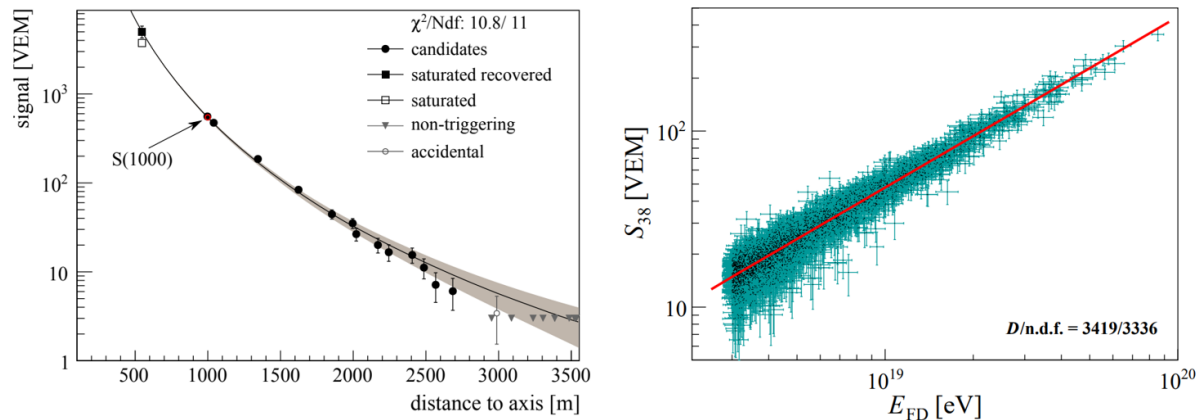 χ²/Ndf: 10.8/ 11
candidates
saturated recovered
saturated
non-triggering
accidental
S(1000)
signal [VEM]
10³
10²
10
1
500
1000
1500
2000
2500
3000
3500
distance to axis [m]
S₃₈ [VEM]
10²
10
D/n.d.f. = 3419/3336
10¹⁹
10²⁰
E_FD [eV]